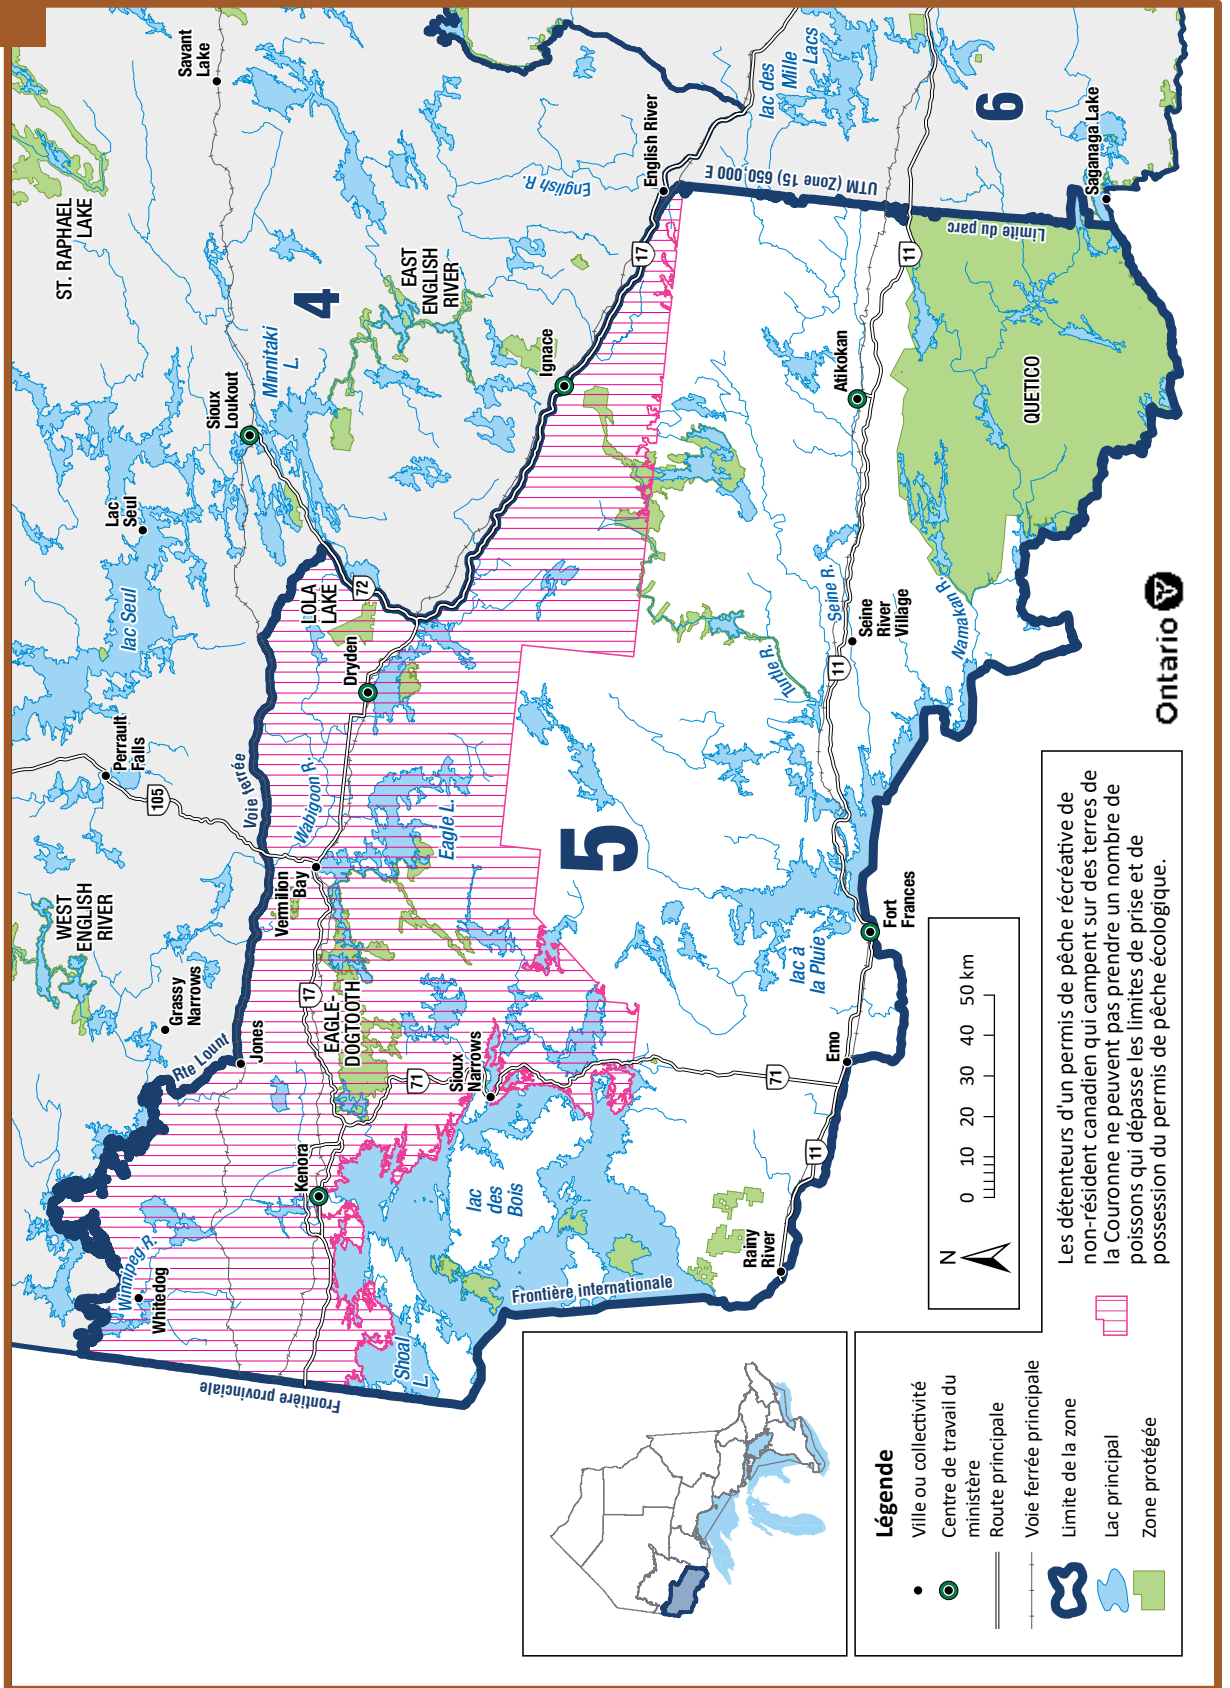 Savant
Lake
ST. RAPHAEL
LAKE
4
Sioux
Loukout
Minnitaki
L.
Lac
Seul
lac Seul
EAST
ENGLISH
RIVER
English R.
English River
lac des
Mille
Lacs
6
Saganaga Lake
UTM (zone 15) 650,000 E
Limite du parc
17
11
Ignace
Atikokan
QUETICO
LOLA
LAKE
72
Dryden
Perrault
Falls
105
Voie ferrée
Wabigoon R.
Eagle L.
Vermilion
Bay
WEST
ENGLISH
RIVER
Grassy
Narrows
Rte Lount
Jones
17
EAGLE-
DOGTOOTH
71
Sioux
Narrows
Kenora
Winnipeg R.
Whitedog
Frontière provinciale
Shoal
L.
lac
des
Bois
Frontière internationale
5
Turtle R.
Seine R.
Seine
River
Village
11
Namakan R.
lac à
la Pluie
Fort
Frances
Emo
71
11
Rainy
River
Ontario
N
0 10 20 30 40 50 km
Légende
Ville ou collectivité
Centre de travail du
ministère
Route principale
Voie ferrée principale
Limite de la zone
Lac principal
Zone protégée
Les détenteurs d'un permis de pêche récréative de
non-résident canadien qui campent sur des terres de
la Couronne ne peuvent pas prendre un nombre de
poissons qui dépasse les limites de prise et de
possession du permis de pêche écologique.